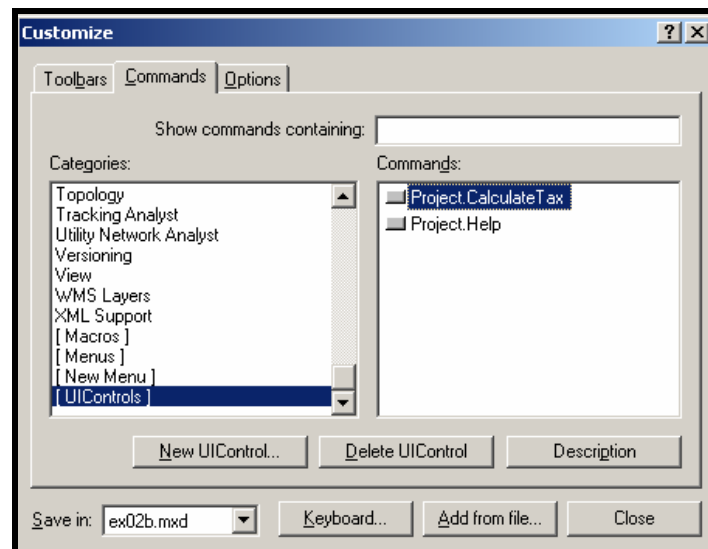 Customize
Toolbars Commands Options
Show commands containing:
Categories: Commands:
Topology
Tracking Analyst
Utility Network Analyst
Versioning
View
WMS Layers
XML Support
[ Macros ]
[ Menus ]
[ New Menu ]
[ UIControls ]
Project.CalculateTax
Project.Help
New UIControl... Delete UIControl Description
Save in: ex02b.mxd Keyboard... Add from file... Close